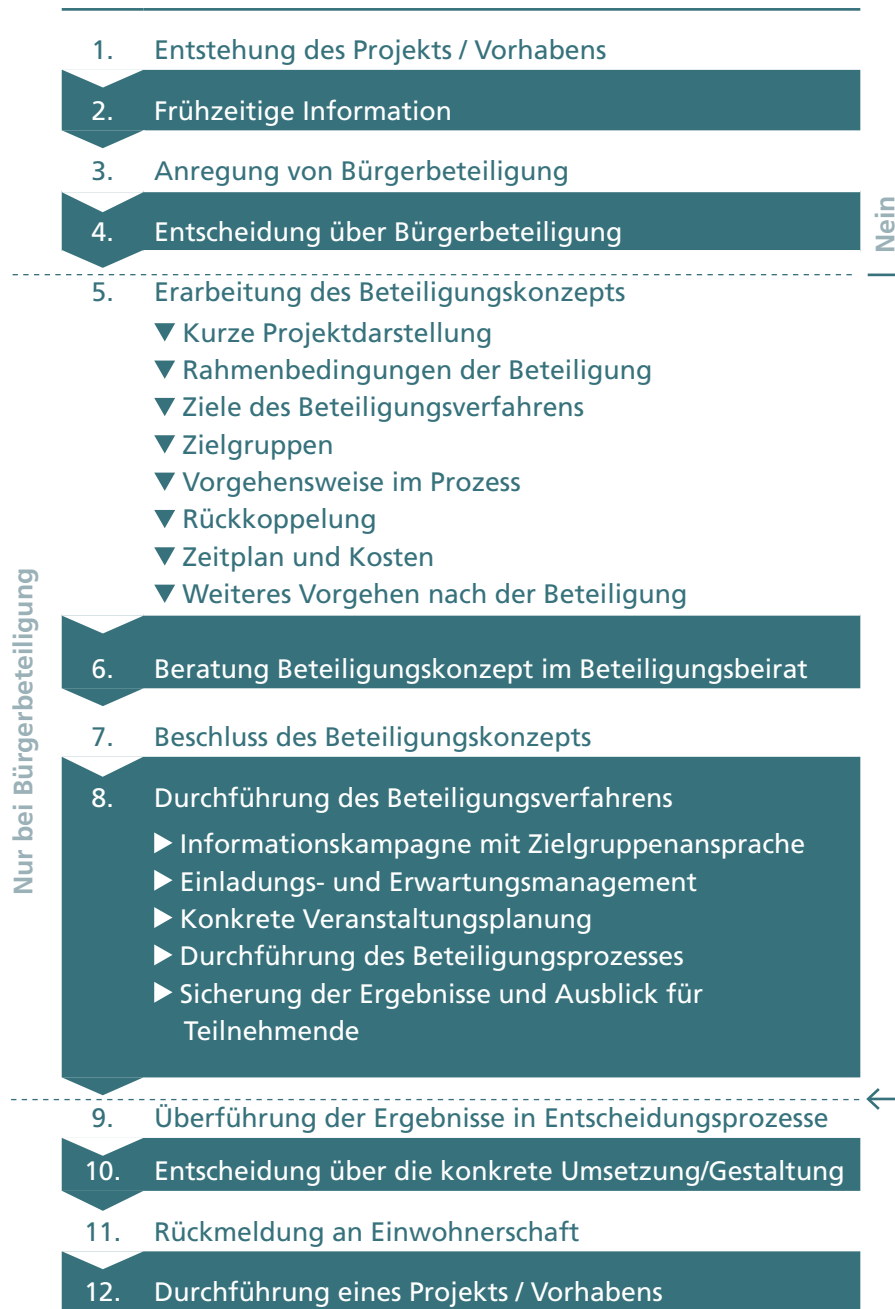 1. Entstehung des Projekts / Vorhabens
2. Frühzeitige Information
3. Anregung von Bürgerbeteiligung
4. Entscheidung über Bürgerbeteiligung
Nein
5. Erarbeitung des Beteiligungskonzepts
▼ Kurze Projektdarstellung
▼ Rahmenbedingungen der Beteiligung
▼ Ziele des Beteiligungsverfahrens
▼ Zielgruppen
▼ Vorgehensweise im Prozess
▼ Rückkoppelung
▼ Zeitplan und Kosten
▼ Weiteres Vorgehen nach der Beteiligung
Nur bei Bürgerbeteiligung
6. Beratung Beteiligungskonzept im Beteiligungsbeirat
7. Beschluss des Beteiligungskonzepts
8. Durchführung des Beteiligungsverfahrens
▶ Informationskampagne mit Zielgruppenansprache
▶ Einladungs- und Erwartungsmanagement
▶ Konkrete Veranstaltungsplanung
▶ Durchführung des Beteiligungsprozesses
▶ Sicherung der Ergebnisse und Ausblick für
Teilnehmende
9. Überführung der Ergebnisse in Entscheidungsprozesse
10. Entscheidung über die konkrete Umsetzung/Gestaltung
11. Rückmeldung an Einwohnerschaft
12. Durchführung eines Projekts / Vorhabens